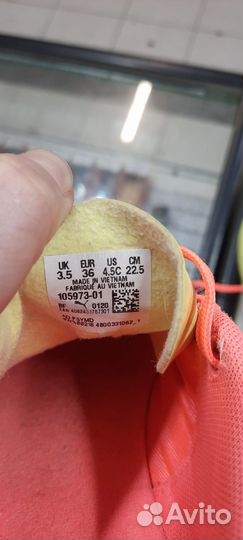 UK EUR US CM
3.5 36 4.5C 22.5
MADE IN VIETNAM
FABRIQUE AU VIETNAM
105973-01
BF 0120
Avito